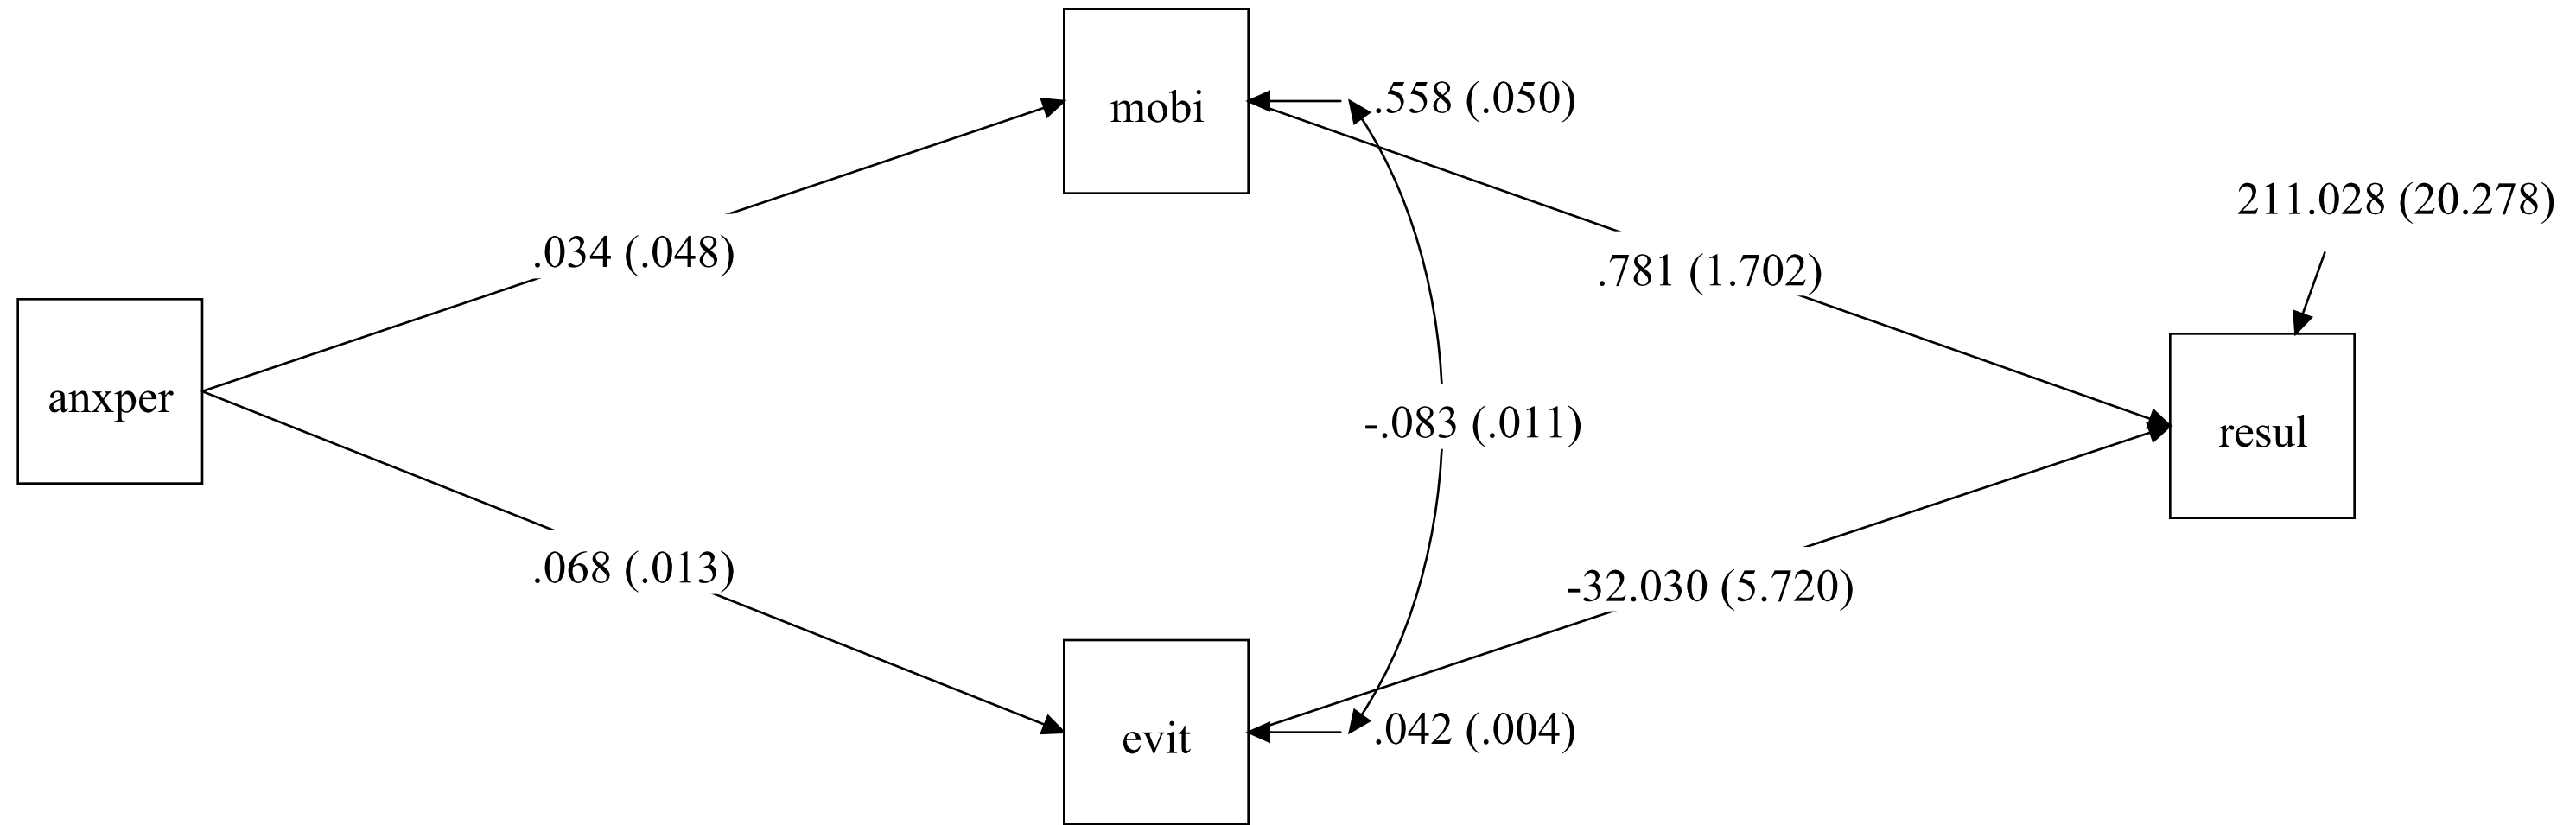 mobi
.558 (.050)
211.028 (20.278)
.034 (.048)
.781 (1.702)
anxper
-.083 (.011)
resul
.068 (.013)
-32.030 (5.720)
evit
.042 (.004)